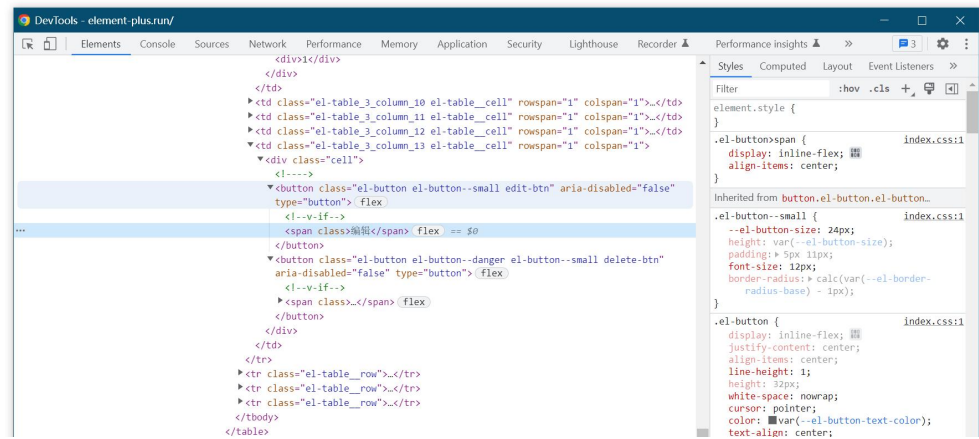 DevTools - element-plus.run/
Elements Console Sources Network Performance Memory Application Security Lighthouse Recorder Performance insights » 3
<div>1</div>
</div>
</td>
<td class="el-table_3_column_10 el-table__cell" rowspan="1" colspan="1">…</td>
<td class="el-table_3_column_11 el-table__cell" rowspan="1" colspan="1">…</td>
<td class="el-table_3_column_12 el-table__cell" rowspan="1" colspan="1">…</td>
<td class="el-table_3_column_13 el-table__cell" rowspan="1" colspan="1">
<div class="cell">
<!---->
<button class="el-button el-button--small edit-btn" aria-disabled="false"
type="button"> flex
<!--v-if-->
<span class>编辑</span> flex == $0
</button>
<button class="el-button el-button--danger el-button--small delete-btn"
aria-disabled="false" type="button"> flex
<!--v-if-->
<span class>…</span> flex
</button>
</div>
</td>
</tr>
<tr class="el-table__row">…</tr>
<tr class="el-table__row">…</tr>
<tr class="el-table__row">…</tr>
</tbody>
</table>
Styles Computed Layout Event Listeners »
Filter :hov .cls +
element.style {
}
.el-button>span { index.css:1
display: inline-flex;
align-items: center;
}
Inherited from button.el-button.el-button…
.el-button--small { index.css:1
--el-button-size: 24px;
height: var(--el-button-size);
padding: 5px 11px;
font-size: 12px;
border-radius: calc(var(--el-border-
radius-base) - 1px);
}
.el-button { index.css:1
display: inline-flex;
justify-content: center;
align-items: center;
line-height: 1;
height: 32px;
white-space: nowrap;
cursor: pointer;
color: var(--el-button-text-color);
text-align: center;